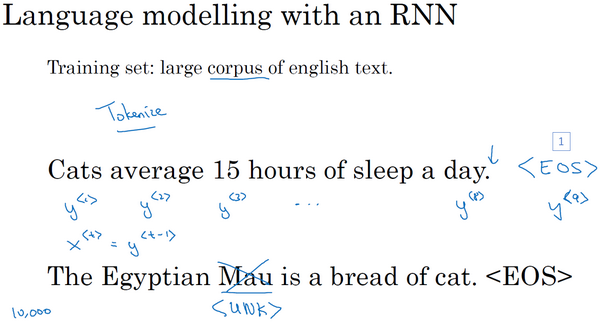 Language modelling with an RNN
Training set: large corpus of english text.
Tokenize
1
Cats average 15 hours of sleep a day. <EOS>
y<1> y<2> y<3> ... y<8> y<9>
x<t> = y<t-1>
The Egyptian Mau is a bread of cat. <EOS>
10,000 <UNK>